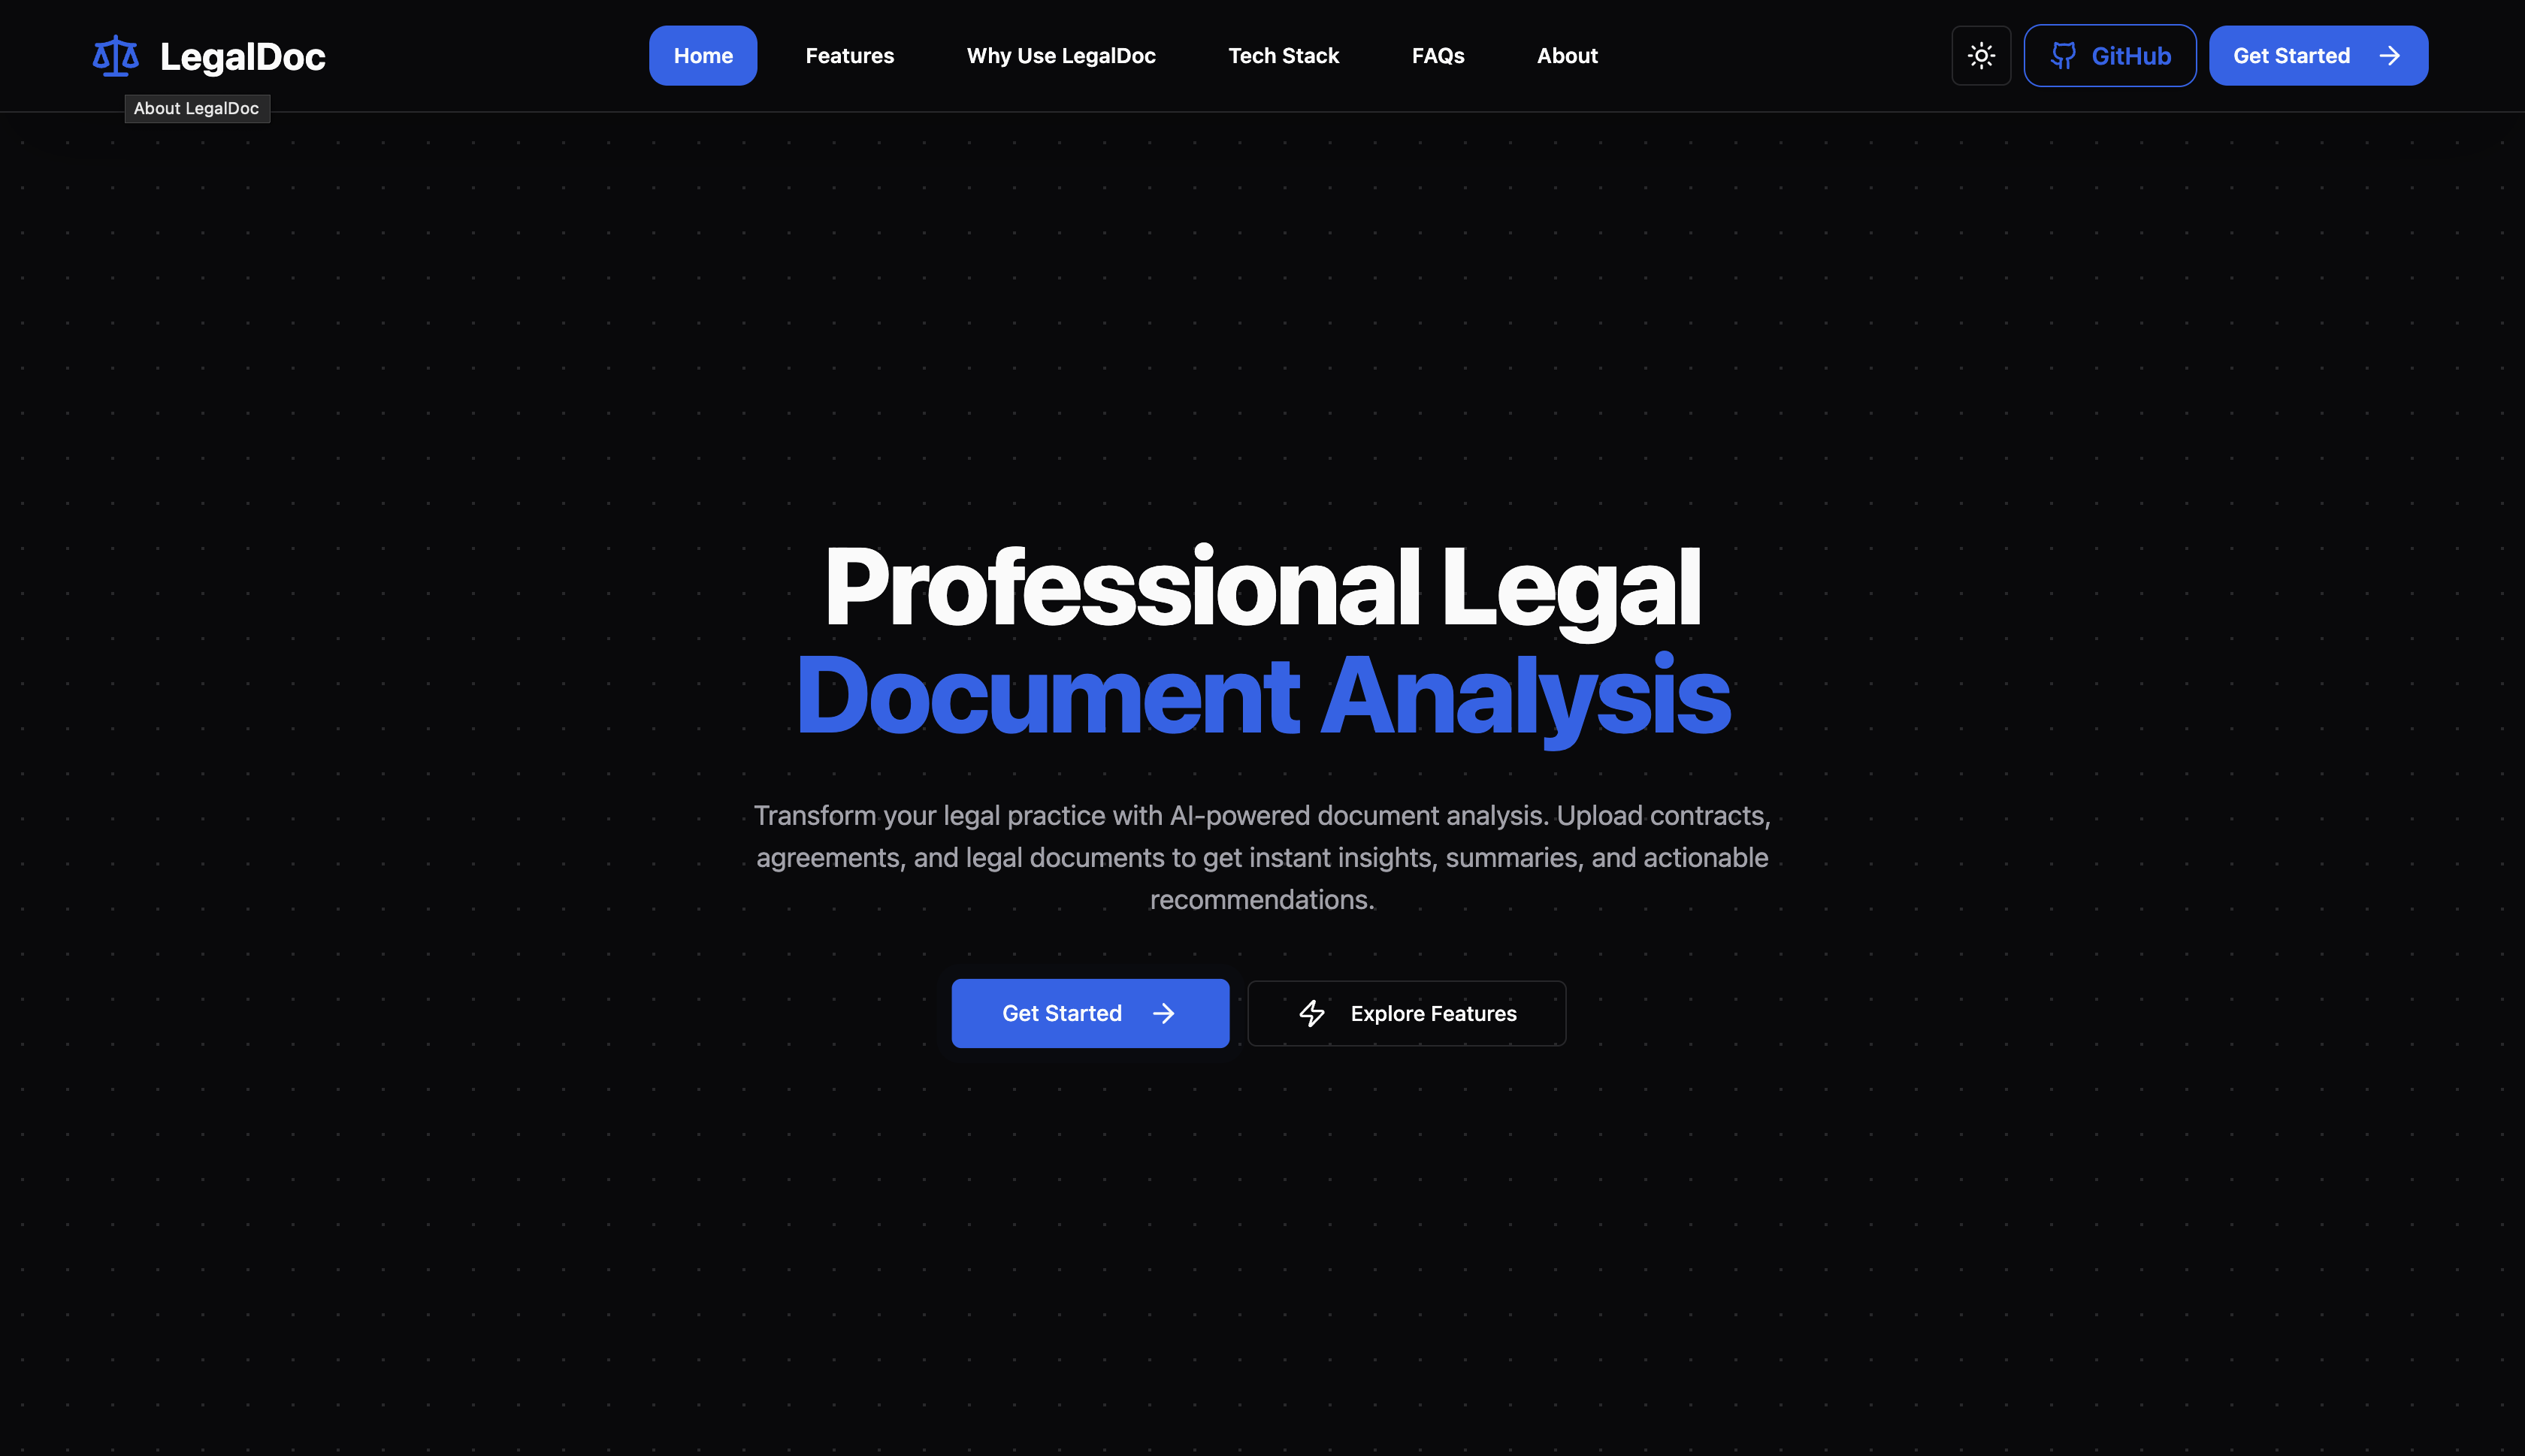 LegalDoc
Home
Features
Why Use LegalDoc
Tech Stack
FAQs
About
GitHub
Get Started
About LegalDoc
Professional Legal
Document Analysis
Transform your legal practice with AI-powered document analysis. Upload contracts,
agreements, and legal documents to get instant insights, summaries, and actionable
recommendations.
Get Started
Explore Features